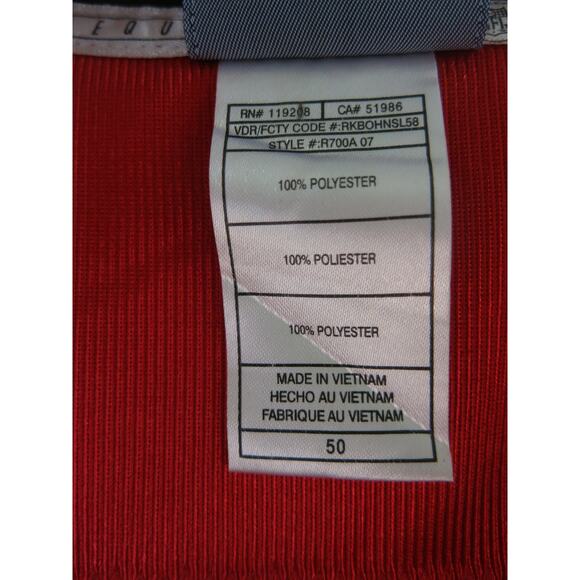 EQU
RN# 119208 CA# 51986
VDR/FCTY CODE #:RKBOHNSL58
STYLE #:R700A 07
100% POLYESTER
100% POLIESTER
100% POLYESTER
MADE IN VIETNAM
HECHO AU VIETNAM
FABRIQUE AU VIETNAM
50